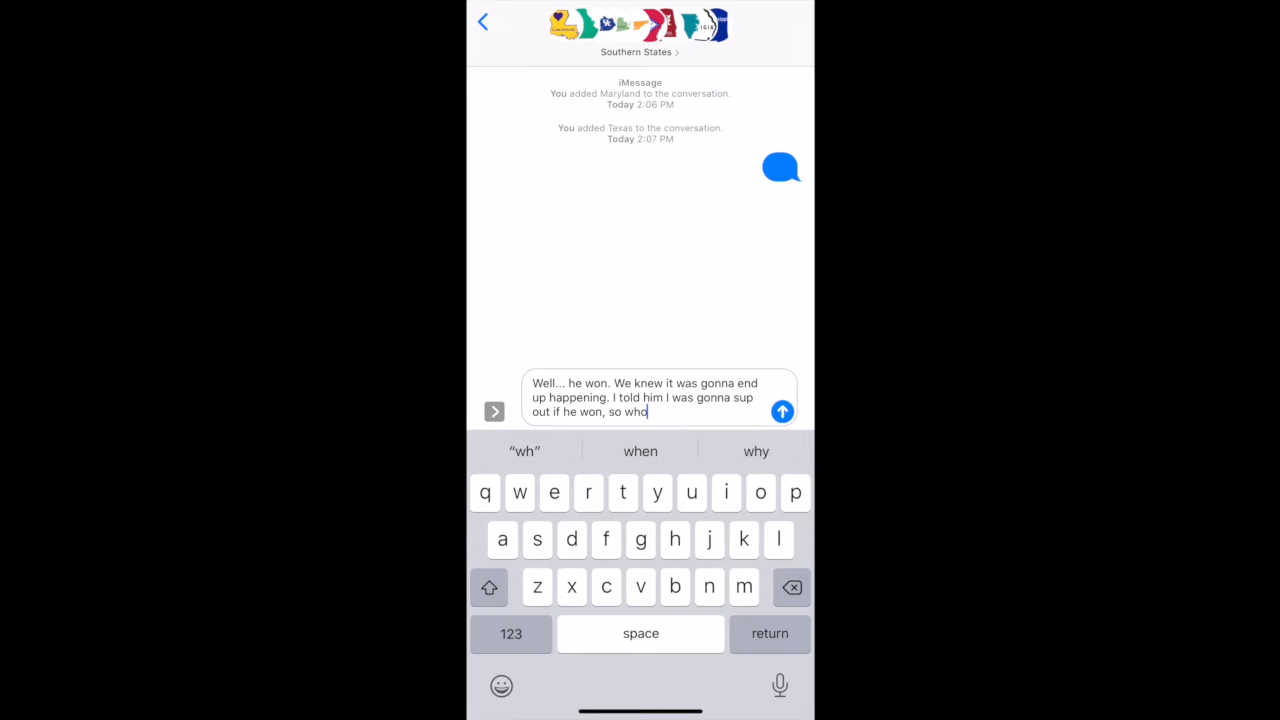 Southern States
iMessage
You added Maryland to the conversation.
Today 2:06 PM
You added Texas to the conversation.
Today 2:07 PM
Well... he won. We knew it was gonna end
up happening. I told him I was gonna sup
out if he won, so who
“wh” when why
q w e r t y u i o p
a s d f g h j k l
z x c v b n m
123 space return